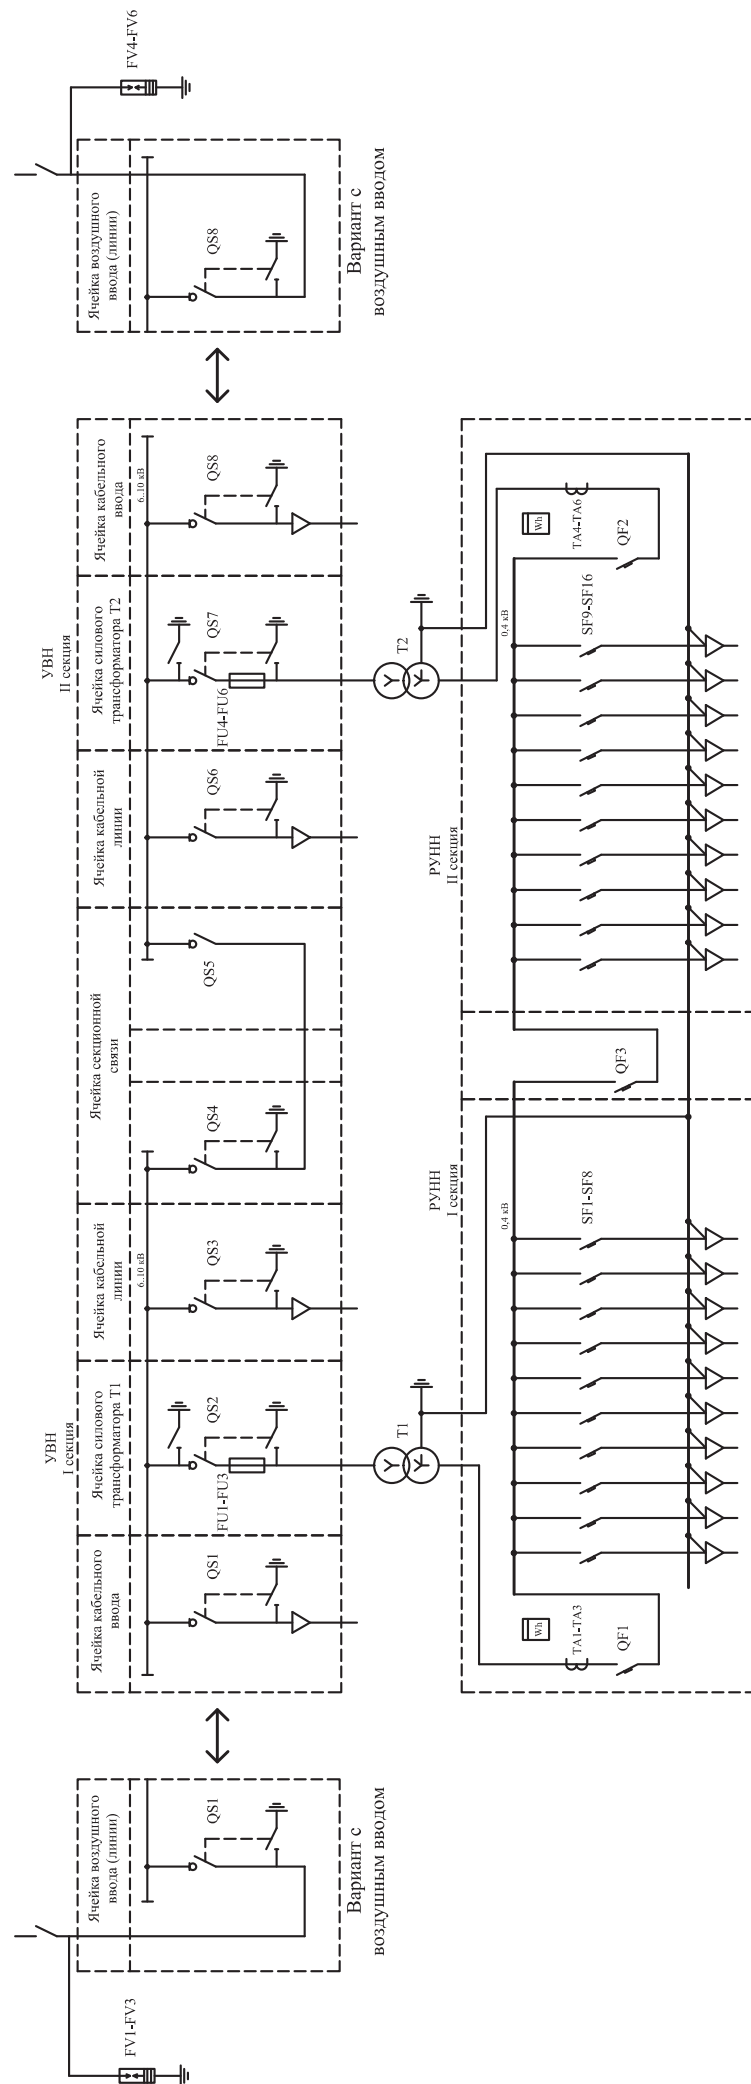 FV1-FV3
Ячейка воздушного
ввода (линии)
QS1
Вариант с
воздушным вводом
УВН
I секция
Ячейка кабельного
ввода
QS1
Ячейка силового
трансформатора Т1
QS2
FU1-FU3
Ячейка кабельной
линии
6..10 кВ
QS3
Ячейка секционной
связи
QS4
QS5
УВН
II секция
Ячейка кабельной
линии
QS6
Ячейка силового
трансформатора Т2
QS7
FU4-FU6
Ячейка кабельного
ввода
6..10 кВ
QS8
Ячейка воздушного
ввода (линии)
QS8
Вариант с
воздушным вводом
FV4-FV6
T1
T2
РУНН
I секция
Wh
TA1-TA3
QF1
0,4 кВ
SF1-SF8
QF3
РУНН
II секция
0,4 кВ
SF9-SF16
Wh
TA4-TA6
QF2